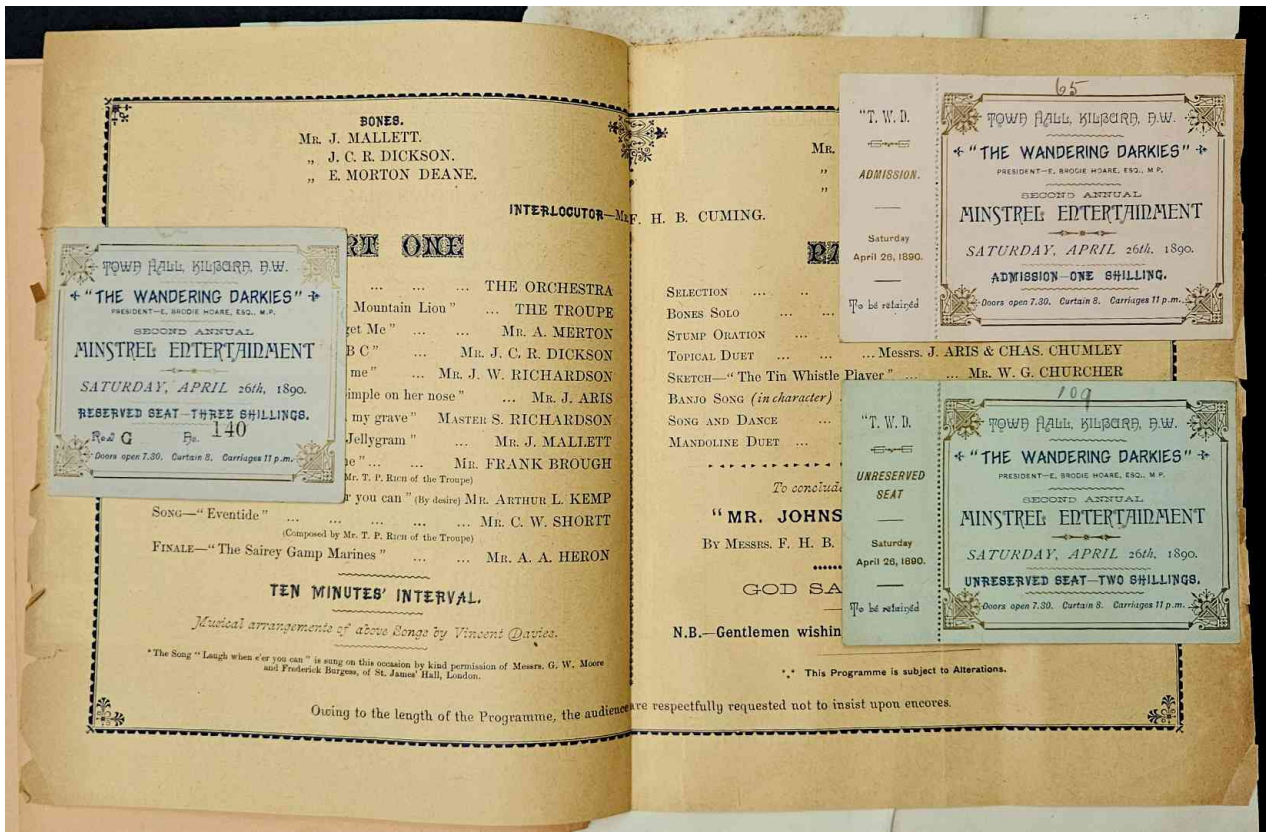 BONES.
MR. J. MALLETT.
„ J. C. R. DICKSON.
„ E. MORTON DEANE.
INTERLOCUTOR—MR F. H. B. CUMING.
RT ONE
... ... ... THE ORCHESTRA
Mountain Lion" ... THE TROUPE
get Me" ... ... MR. A. MERTON
B C" ... MR. J. C. R. DICKSON
me" ... MR. J. W. RICHARDSON
imple on her nose" ... MR. J. ARIS
my grave" MASTER S. RICHARDSON
Jellygram" ... MR. J. MALLETT
e"... ... MR. FRANK BROUGH
Mr. T. P. RICH of the Troupe)
r you can" (By desire) MR. ARTHUR L. KEMP
SONG—"Eventide" ... ... ... ... MR. C. W. SHORTT
(Composed by Mr. T. P. RICH of the Troupe)
FINALE—"The Sairey Gamp Marines" ... MR. A. A. HERON
TEN MINUTES' INTERVAL.
Musical arrangements of above Songs by Vincent Davies.
*The Song "Laugh when e'er you can" is sung on this occasion by kind permission of Messrs. G. W. Moore
and Frederick Burgess, of St. James' Hall, London.
Owing to the length of the Programme, the audience are respectfully requested not to insist upon encores.
TOWN HALL, KILBURN, N.W.
"THE WANDERING DARKIES"
PRESIDENT—E. BRODIE HOARE, ESQ., M.P.
SECOND ANNUAL
MINSTREL ENTERTAINMENT
SATURDAY, APRIL 26th, 1890.
RESERVED SEAT—THREE SHILLINGS.
Row G No. 140
Doors open 7.30. Curtain 8. Carriages 11 p.m.
MR.
„
„
PA
SELECTION ... ..
BONES SOLO ... ...
STUMP ORATION ...
TOPICAL DUET ... ... ... Messrs. J. ARIS & CHAS. CHUMLEY
SKETCH—"The Tin Whistle Player" ... ... MR. W. G. CHURCHER
BANJO SONG (in character)
SONG AND DANCE ...
MANDOLINE DUET ...
To conclude
"MR. JOHNS
BY MESSRS. F. H. B.
GOD SA
N.B.—Gentlemen wishin
*.* This Programme is subject to Alterations.
"T. W. D.
ADMISSION.
Saturday
April 26, 1890.
To be retained
65
TOWN HALL, KILBURN, N.W.
"THE WANDERING DARKIES"
PRESIDENT—E. BRODIE HOARE, ESQ., M.P.
SECOND ANNUAL
MINSTREL ENTERTAINMENT
SATURDAY, APRIL 26th, 1890.
ADMISSION—ONE SHILLING.
Doors open 7.30. Curtain 8. Carriages 11 p.m.
"T. W. D.
UNRESERVED
SEAT
Saturday
April 26, 1890.
To be retained
109
TOWN HALL, KILBURN, N.W.
"THE WANDERING DARKIES"
PRESIDENT—E. BRODIE HOARE, ESQ., M.P.
SECOND ANNUAL
MINSTREL ENTERTAINMENT
SATURDAY, APRIL 26th, 1890.
UNRESERVED SEAT—TWO SHILLINGS.
Doors open 7.30. Curtain 8. Carriages 11 p.m.